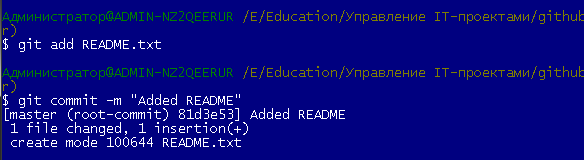 Администратор@ADMIN-NZ2QEERUR /E/Education/Управление IT-проектами/githu
r)
$ git add README.txt
Администратор@ADMIN-NZ2QEERUR /E/Education/Управление IT-проектами/githu
r)
$ git commit -m "Added README"
[master (root-commit) 81d3e53] Added README
 1 file changed, 1 insertion(+)
 create mode 100644 README.txt